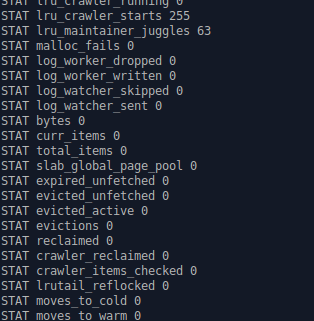 STAT lru_crawler_running 0
STAT lru_crawler_starts 255
STAT lru_maintainer_juggles 63
STAT malloc_fails 0
STAT log_worker_dropped 0
STAT log_worker_written 0
STAT log_watcher_skipped 0
STAT log_watcher_sent 0
STAT bytes 0
STAT curr_items 0
STAT total_items 0
STAT slab_global_page_pool 0
STAT expired_unfetched 0
STAT evicted_unfetched 0
STAT evicted_active 0
STAT evictions 0
STAT reclaimed 0
STAT crawler_reclaimed 0
STAT crawler_items_checked 0
STAT lrutail_reflocked 0
STAT moves_to_cold 0
STAT moves_to_warm 0